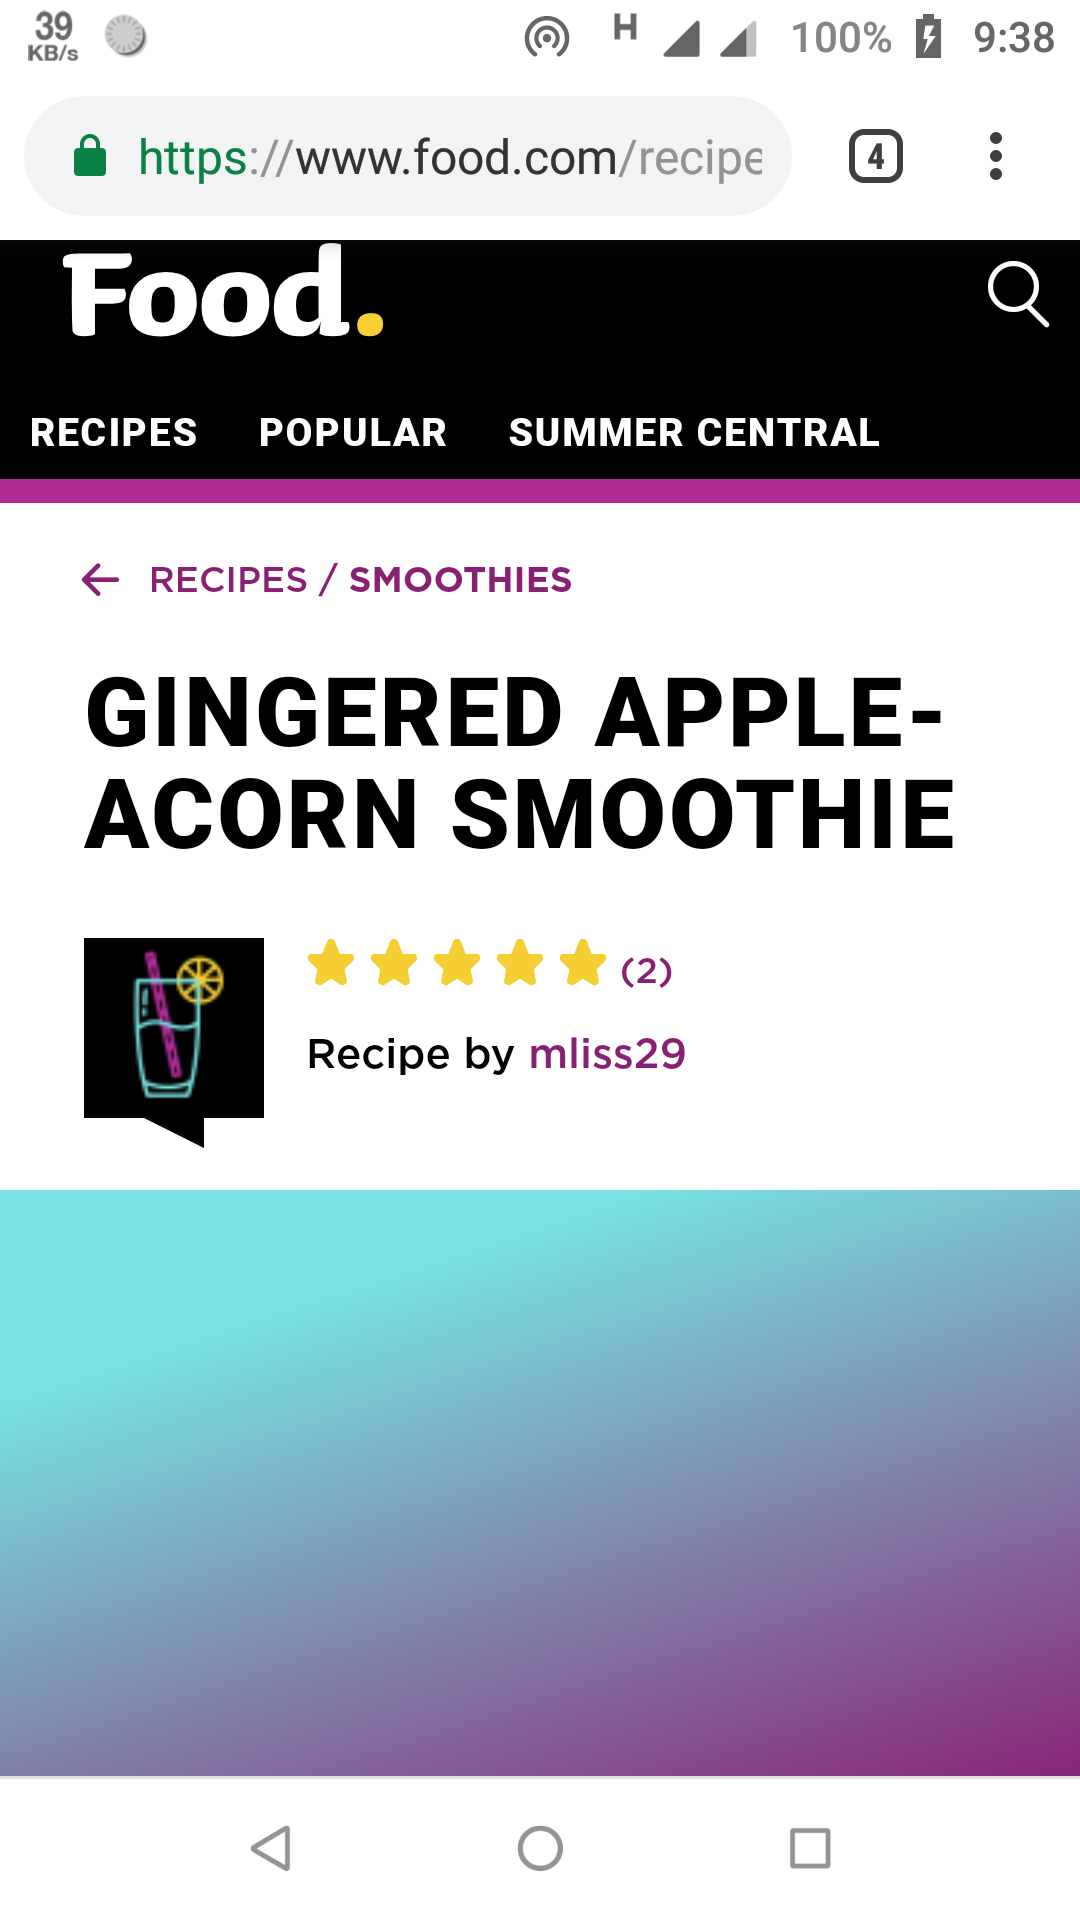 39
KB/s
H
100%
9:38
https://www.food.com/recipe
4
Food.
RECIPES POPULAR SUMMER CENTRAL
RECIPES / SMOOTHIES
GINGERED APPLE-
ACORN SMOOTHIE
(2)
Recipe by mliss29